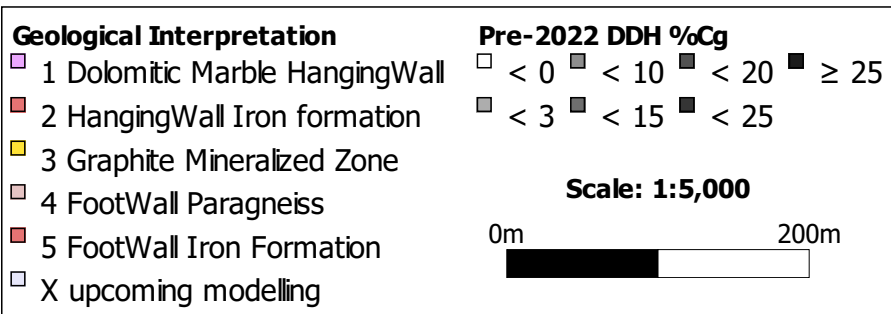 Geological Interpretation
1 Dolomitic Marble HangingWall
2 HangingWall Iron formation
3 Graphite Mineralized Zone
4 FootWall Paragneiss
5 FootWall Iron Formation
X upcoming modelling
Pre-2022 DDH %Cg
< 0 < 10 < 20 ≥ 25
< 3 < 15 < 25
Scale: 1:5,000
0m 200m